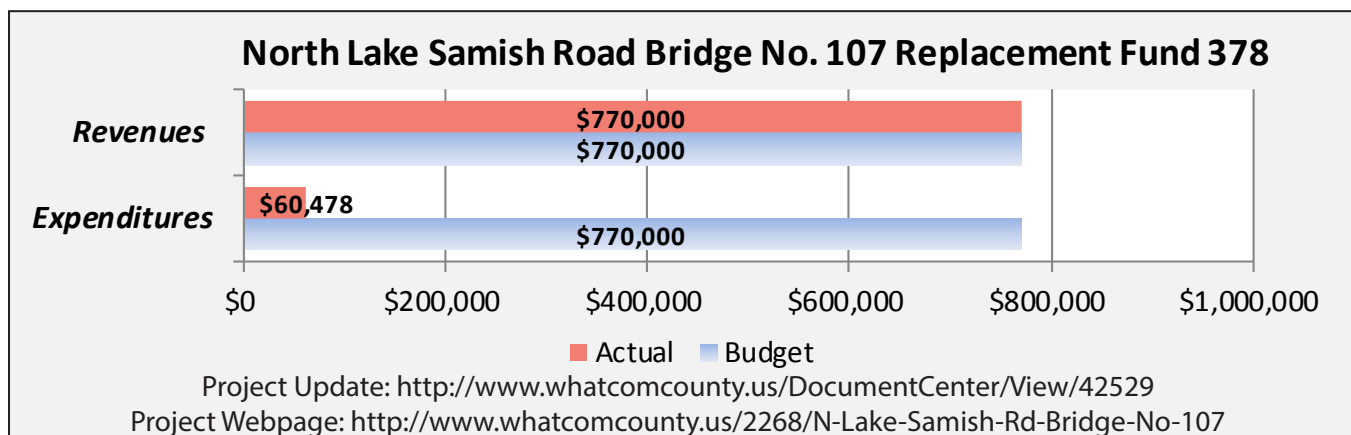 North Lake Samish Road Bridge No. 107 Replacement Fund 378
Revenues
$770,000
$770,000
Expenditures
$60,478
$770,000
$0 $200,000 $400,000 $600,000 $800,000 $1,000,000
Actual Budget
Project Update: http://www.whatcomcounty.us/DocumentCenter/View/42529
Project Webpage: http://www.whatcomcounty.us/2268/N-Lake-Samish-Rd-Bridge-No-107